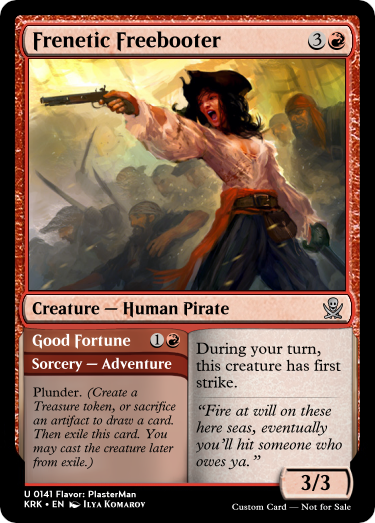 Frenetic Freebooter 3
Creature — Human Pirate
Good Fortune 1
Sorcery — Adventure
Plunder. (Create a
Treasure token, or sacrifice
an artifact to draw a card.
Then exile this card. You
may cast the creature later
from exile.)
During your turn,
this creature has first
strike.
“Fire at will on these
here seas, eventually
you’ll hit someone who
owes ya.”
3/3
U 0141 Flavor: PlasterMan
KRK • EN Ilya Komarov
Custom Card — Not for Sale